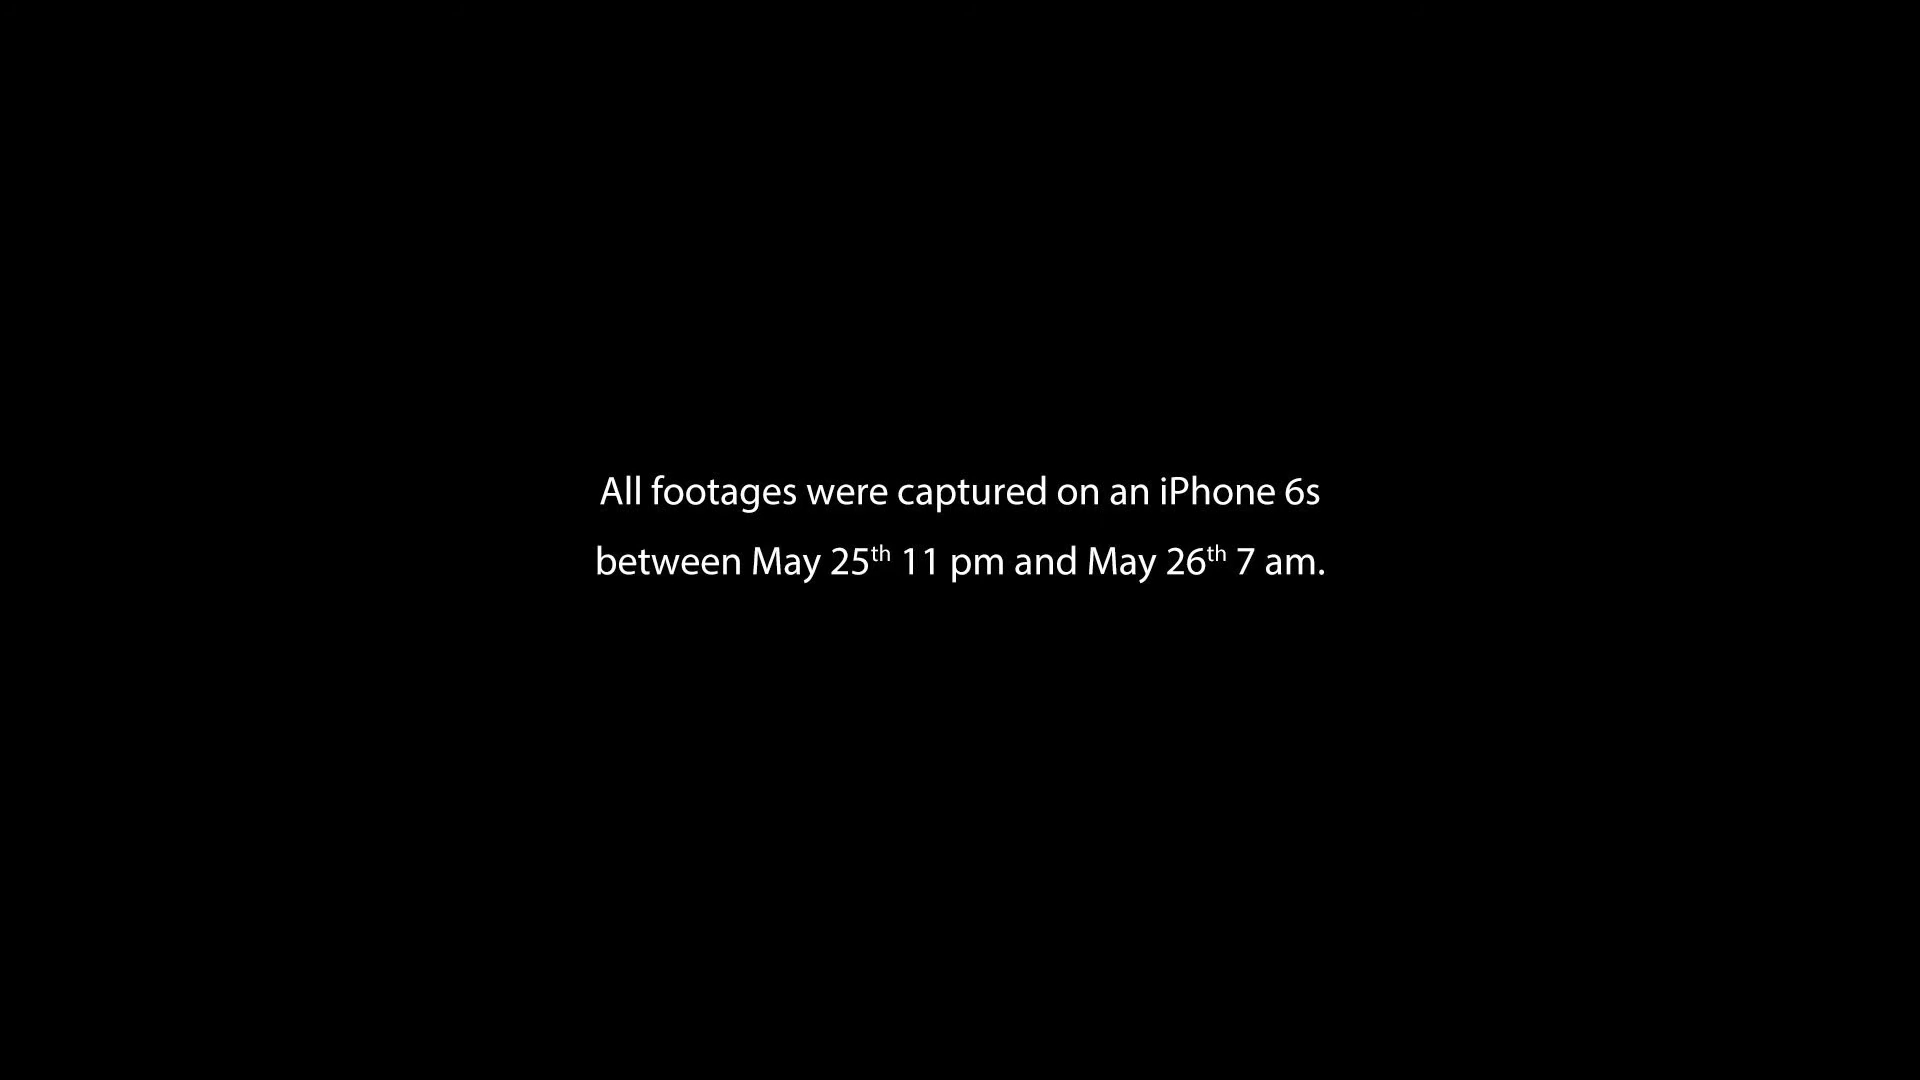 All footages were captured on an iPhone 6s
between May 25th 11 pm and May 26th 7 am.